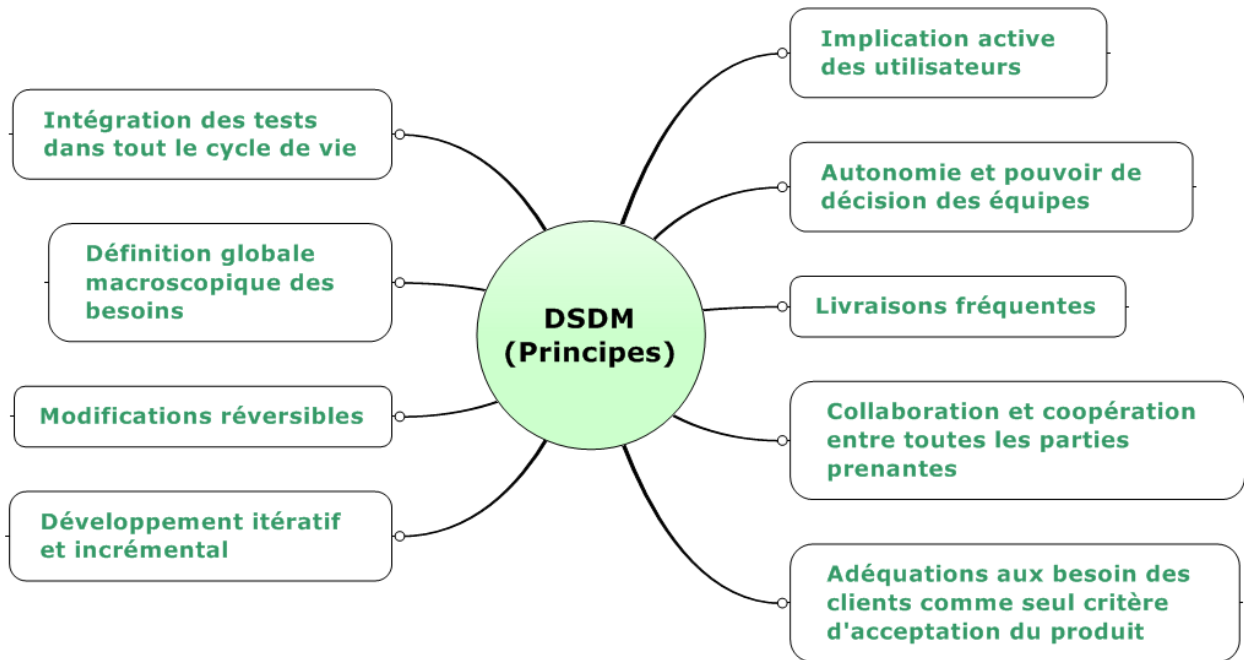 Implication active
des utilisateurs
Intégration des tests
dans tout le cycle de vie
Autonomie et pouvoir de
décision des équipes
Définition globale
macroscopique des
besoins
DSDM
(Principes)
Livraisons fréquentes
Modifications réversibles
Collaboration et coopération
entre toutes les parties
prenantes
Développement itératif
et incrémental
Adéquations aux besoin des
clients comme seul critère
d'acceptation du produit